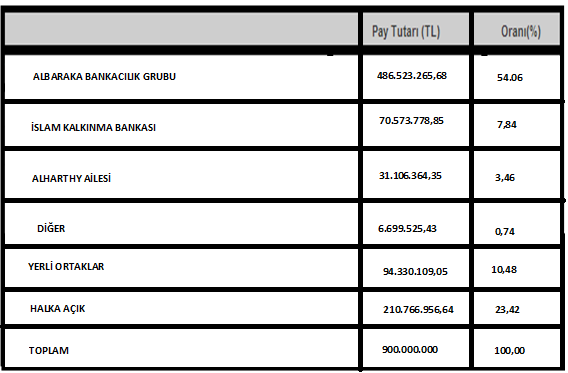 Pay Tutarı (TL) Oranı(%)
ALBARAKA BANKACILIK GRUBU 486.523.265,68 54.06
İSLAM KALKINMA BANKASI 70.573.778,85 7,84
ALHARTHY AİLESİ 31.106.364,35 3,46
DİĞER 6.699.525,43 0,74
YERLİ ORTAKLAR 94.330.109,05 10,48
HALKA AÇIK 210.766.956,64 23,42
TOPLAM 900.000.000 100,00